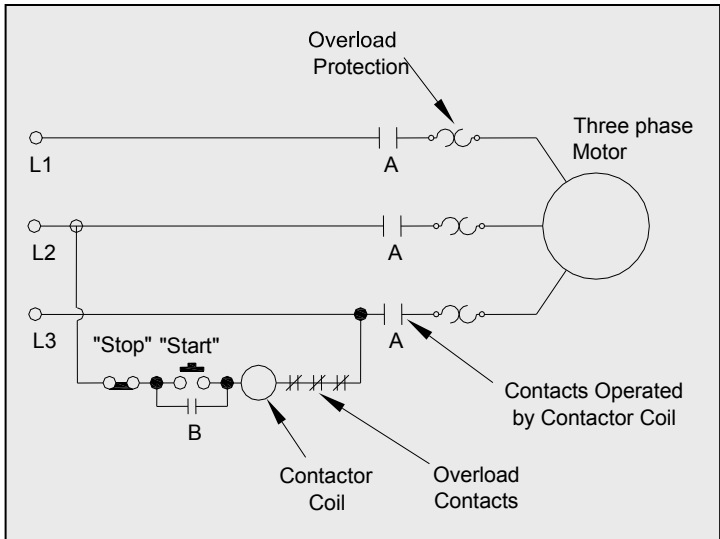 Overload
Protection
Three phase
Motor
L1
A
L2
A
L3
A
"Stop" "Start"
B
Contacts Operated
by Contactor Coil
Contactor
Coil
Overload
Contacts